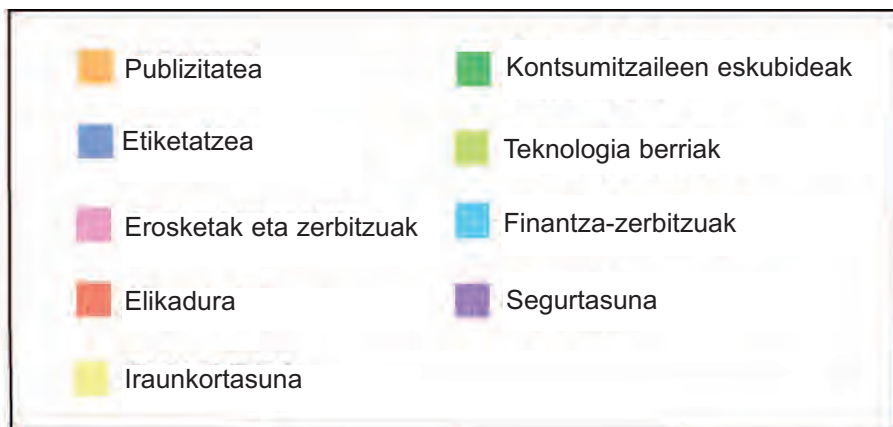 Publizitatea
Etiketatzea
Erosketak eta zerbitzuak
Elikadura
Iraunkortasuna
Kontsumitzaileen eskubideak
Teknologia berriak
Finantza-zerbitzuak
Segurtasuna